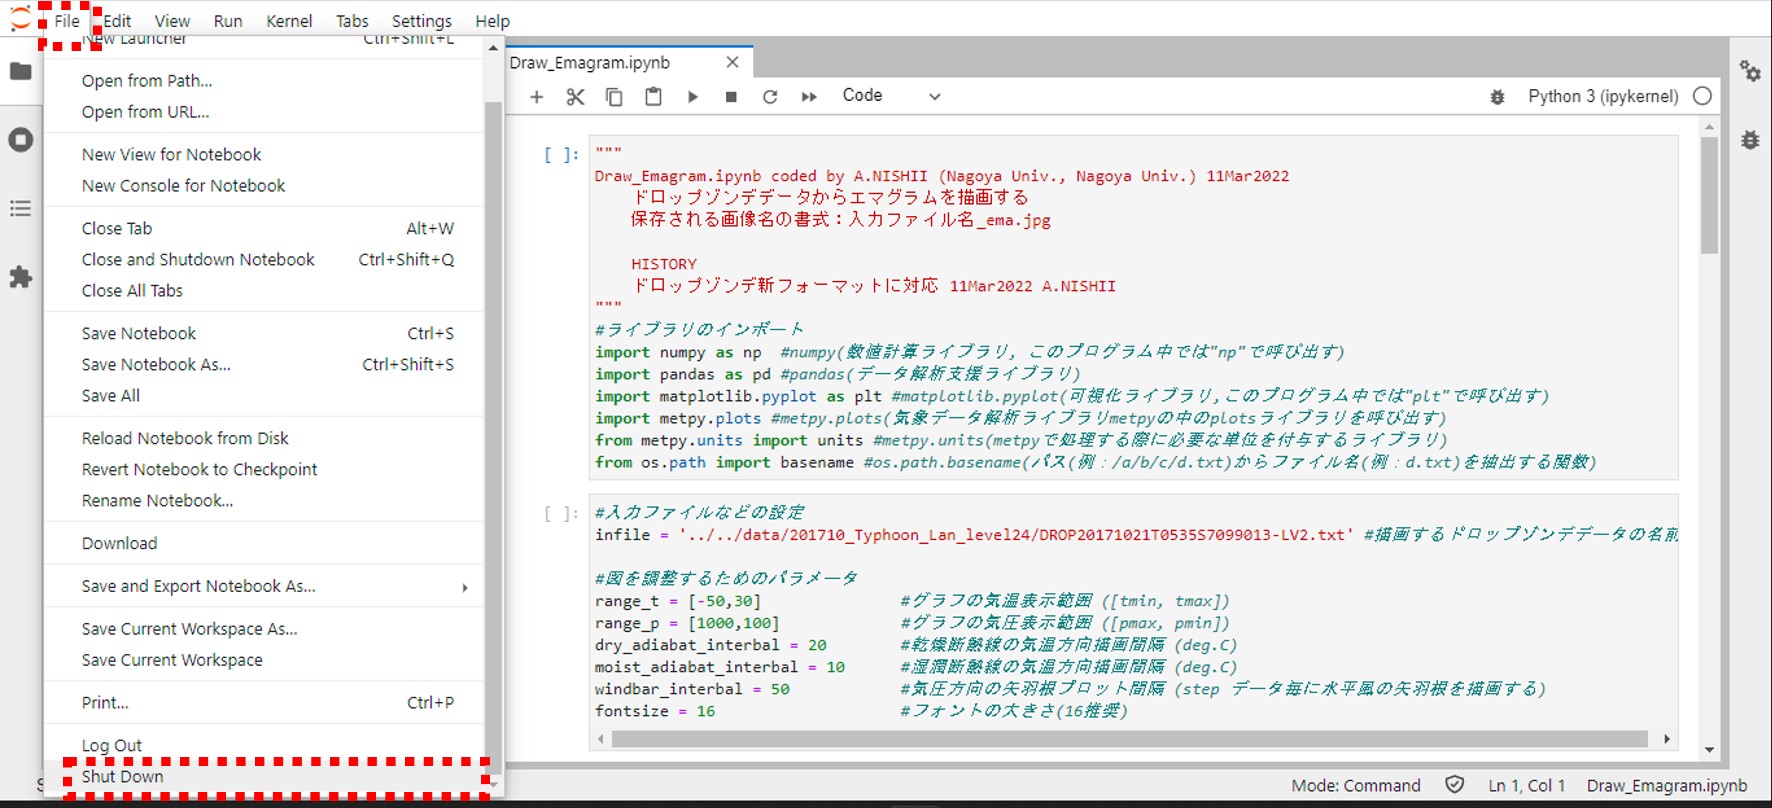 File Edit View Run Kernel Tabs Settings Help
New Launcher Ctrl+Shift+L
Open from Path...
Open from URL...
New View for Notebook
New Console for Notebook
Close Tab Alt+W
Close and Shutdown Notebook Ctrl+Shift+Q
Close All Tabs
Save Notebook Ctrl+S
Save Notebook As... Ctrl+Shift+S
Save All
Reload Notebook from Disk
Revert Notebook to Checkpoint
Rename Notebook...
Download
Save and Export Notebook As...
Save Current Workspace As...
Save Current Workspace
Print... Ctrl+P
Log Out
Shut Down
Draw_Emagram.ipynb
Code Python 3 (ipykernel)
[ ]: """
Draw_Emagram.ipynb coded by A.NISHII (Nagoya Univ., Nagoya Univ.) 11Mar2022
ドロップゾンデデータからエマグラムを描画する
保存される画像名の書式：入力ファイル名_ema.jpg
HISTORY
ドロップゾンデ新フォーマットに対応 11Mar2022 A.NISHII
"""
#ライブラリのインポート
import numpy as np #numpy(数値計算ライブラリ, このプログラム中では"np"で呼び出す)
import pandas as pd #pandas(データ解析支援ライブラリ)
import matplotlib.pyplot as plt #matplotlib.pyplot(可視化ライブラリ,このプログラム中では"plt"で呼び出す)
import metpy.plots #metpy.plots(気象データ解析ライブラリmetpyの中のplotsライブラリを呼び出す)
from metpy.units import units #metpy.units(metpyで処理する際に必要な単位を付与するライブラリ)
from os.path import basename #os.path.basename(パス(例：/a/b/c/d.txt)からファイル名(例：d.txt)を抽出する関数)
[ ]: #入力ファイルなどの設定
infile = '../../data/201710_Typhoon_Lan_level24/DROP20171021T0535S7099013-LV2.txt' #描画するドロップゾンデデータの名前
#図を調整するためのパラメータ
range_t = [-50,30] #グラフの気温表示範囲 ([tmin, tmax])
range_p = [1000,100] #グラフの気圧表示範囲 ([pmax, pmin])
dry_adiabat_interbal = 20 #乾燥断熱線の気温方向描画間隔 (deg.C)
moist_adiabat_interbal = 10 #湿潤断熱線の気温方向描画間隔 (deg.C)
windbar_interbal = 50 #気圧方向の矢羽根プロット間隔 (step データ毎に水平風の矢羽根を描画する)
fontsize = 16 #フォントの大きさ(16推奨)
Mode: Command Ln 1, Col 1 Draw_Emagram.ipynb